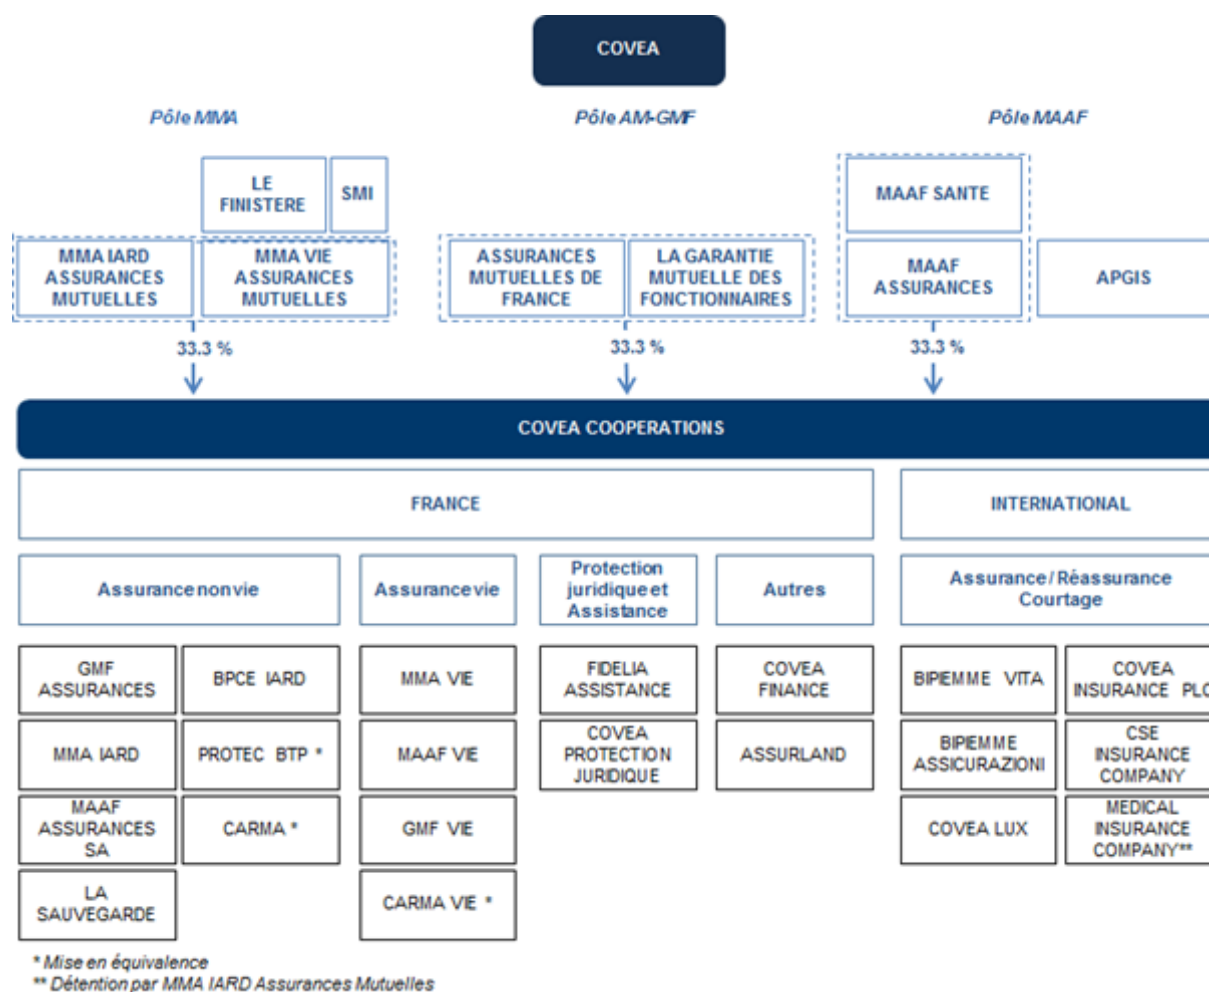 COVEA
Pôle MMA
Pôle AM-GMF
Pôle MAAF
LE
FINISTERE
SMI
MAAF SANTE
MMA IARD
ASSURANCES
MUTUELLES
MMA VIE
ASSURANCES
MUTUELLES
ASSURANCES
MUTUELLES DE
FRANCE
LA GARANTIE
MUTUELLE DES
FONCTIONNAIRES
MAAF
ASSURANCES
APGIS
33.3 %
33.3 %
33.3 %
COVEA COOPERATIONS
FRANCE
INTERNATIONAL
Assurance non vie
Assurance vie
Protection
juridique et
Assistance
Autres
Assurance / Réassurance
Courtage
GMF
ASSURANCES
BPCE IARD
MMA VIE
FIDELIA
ASSISTANCE
COVEA
FINANCE
BIPIEMME VITA
COVEA
INSURANCE PLC
MMA IARD
PROTEC BTP *
MAAF VIE
COVEA
PROTECTION
JURIDIQUE
ASSURLAND
BIPIEMME
ASSICURAZIONI
CSE
INSURANCE
COMPANY
MAAF
ASSURANCES
SA
CARMA *
GMF VIE
COVEA LUX
MEDICAL
INSURANCE
COMPANY**
LA
SAUVEGARDE
CARMA VIE *
* Mise en équivalence
** Détention par MMA IARD Assurances Mutuelles